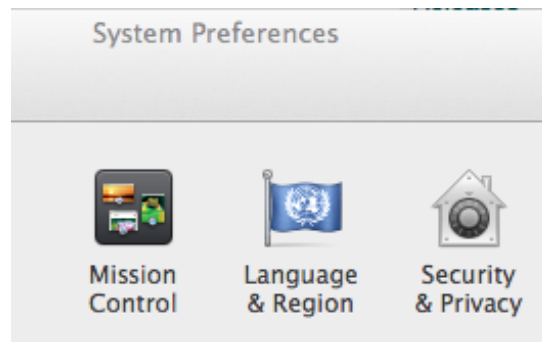 System Preferences
Mission
Control
Language
& Region
Security
& Privacy